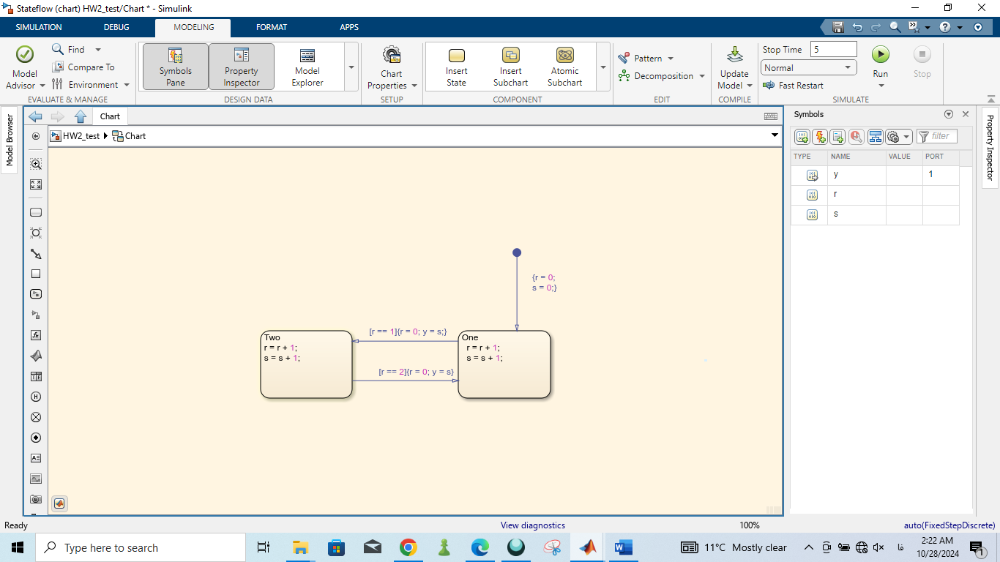 Stateflow (chart) HW2_test/Chart * - Simulink
SIMULATION DEBUG MODELING FORMAT APPS
Model Advisor
Find
Compare To
Environment
EVALUATE & MANAGE
Symbols Pane
Property Inspector
Model Explorer
DESIGN DATA
Chart Properties
SETUP
Insert State
Insert Subchart
Atomic Subchart
COMPONENT
Pattern
Decomposition
EDIT
Update Model
COMPILE
Stop Time 5
Normal
Fast Restart
Run
Stop
SIMULATE
Model Browser
Chart
HW2_test Chart
{r = 0;
s = 0;}
[r == 1]{r = 0; y = s;}
Two
r = r + 1;
s = s + 1;
One
r = r + 1;
s = s + 1;
[r == 2]{r = 0; y = s}
Symbols
filter
TYPE NAME VALUE PORT
y 1
r
s
Property Inspector
Ready View diagnostics 100% auto(FixedStepDiscrete)
Type here to search
11°C Mostly clear
فا
2:22 AM
10/28/2024
1